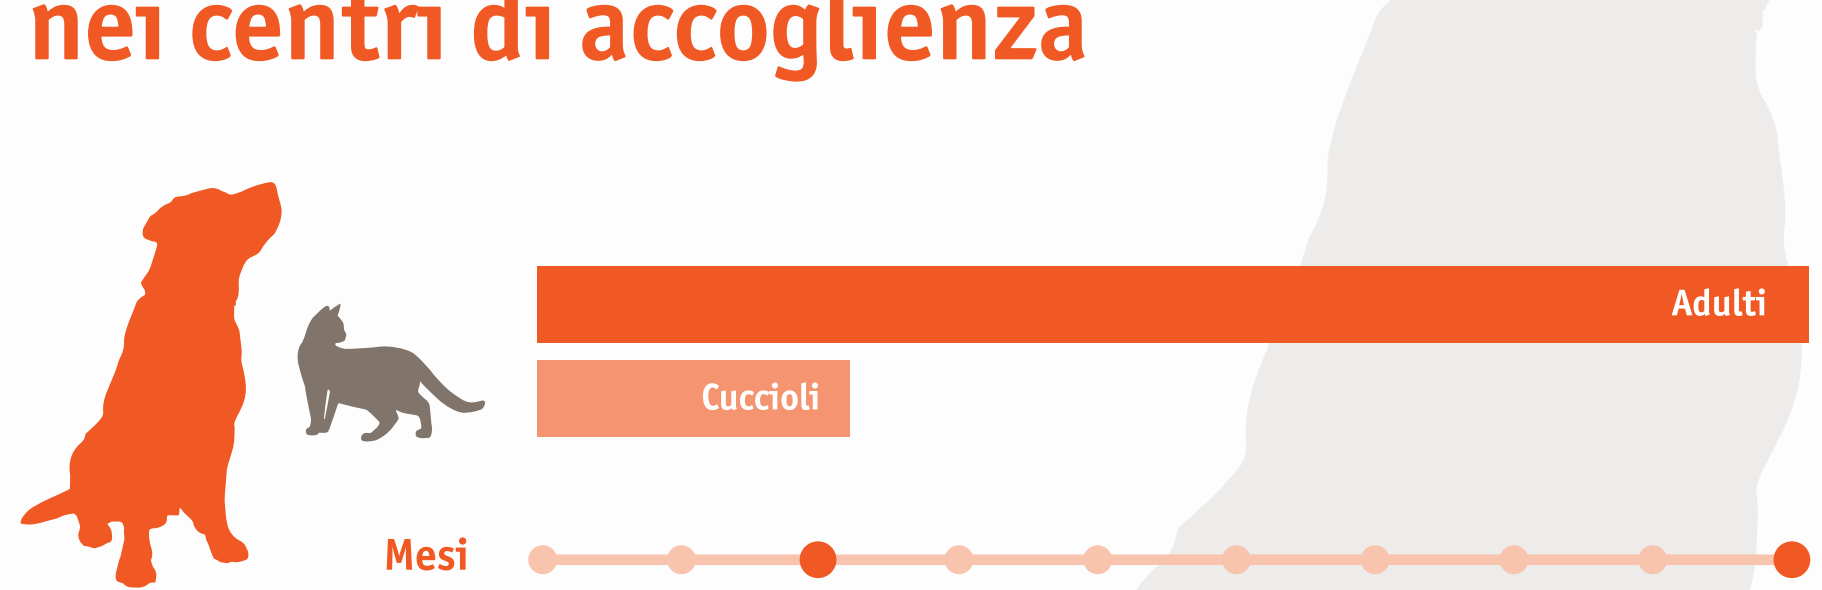 nei centri di accoglienza
Adulti
Cuccioli
Mesi